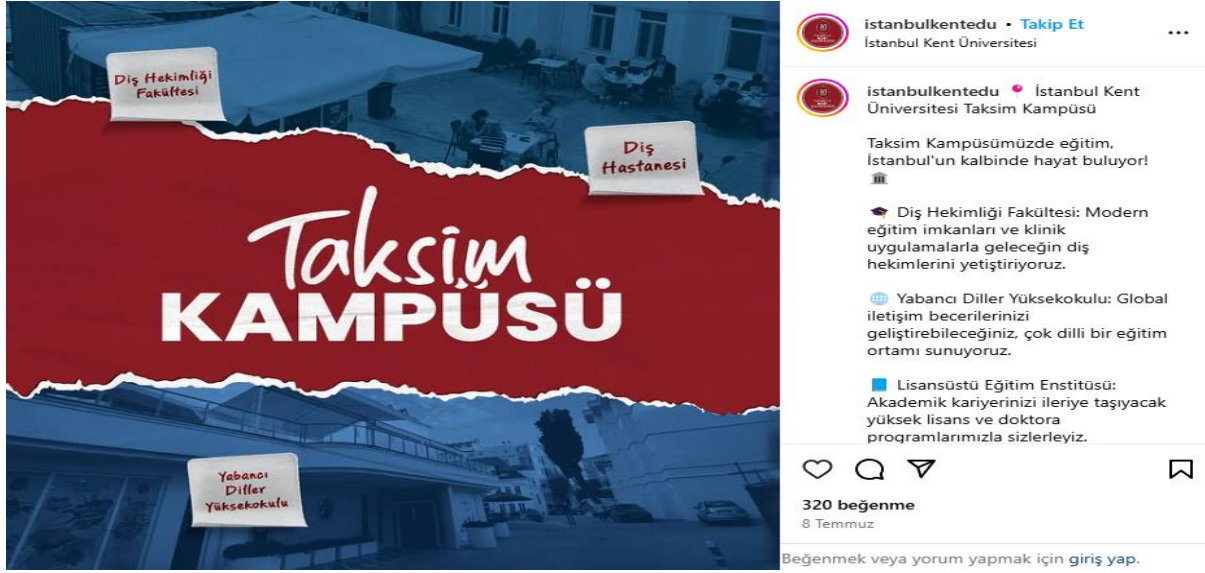 Diş Hekimliği
Fakültesi
Diş
Hastanesi
Taksim
KAMPÜSÜ
Yabancı
Diller
Yüksekokulu
istanbulkentedu • Takip Et
İstanbul Kent Üniversitesi
istanbulkentedu 📍 İstanbul Kent
Üniversitesi Taksim Kampüsü
Taksim Kampüsümüzde eğitim,
İstanbul'un kalbinde hayat buluyor!
🏛️
🎓 Diş Hekimliği Fakültesi: Modern
eğitim imkanları ve klinik
uygulamalarla geleceğin diş
hekimlerini yetiştiriyoruz.
🌐 Yabancı Diller Yüksekokulu: Global
iletişim becerilerinizi
geliştirebileceğiniz, çok dilli bir eğitim
ortamı sunuyoruz.
📘 Lisansüstü Eğitim Enstitüsü:
Akademik kariyerinizi ileriye taşıyacak
yüksek lisans ve doktora
programlarımızla sizlerleyiz.
320 beğenme
8 Temmuz
Beğenmek veya yorum yapmak için giriş yap.